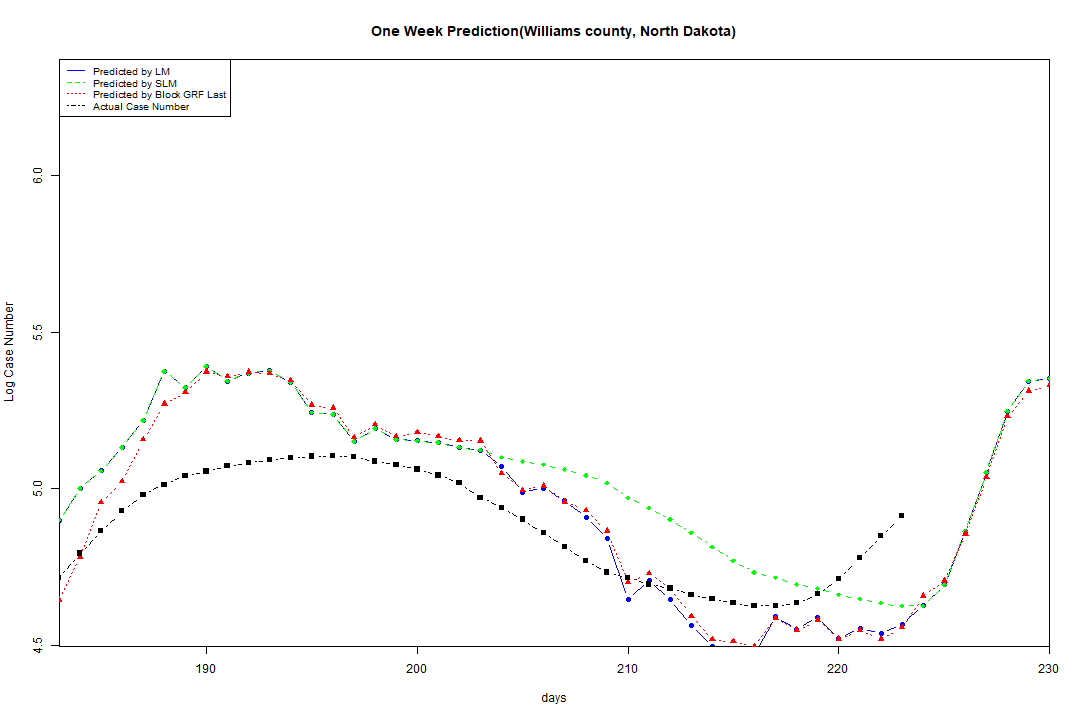 One Week Prediction(Williams county, North Dakota)
Predicted by LM
Predicted by SLM
Predicted by Block GRF Last
Actual Case Number
6.0
5.5
5.0
4.5
Log Case Number
190 200 210 220 230
days